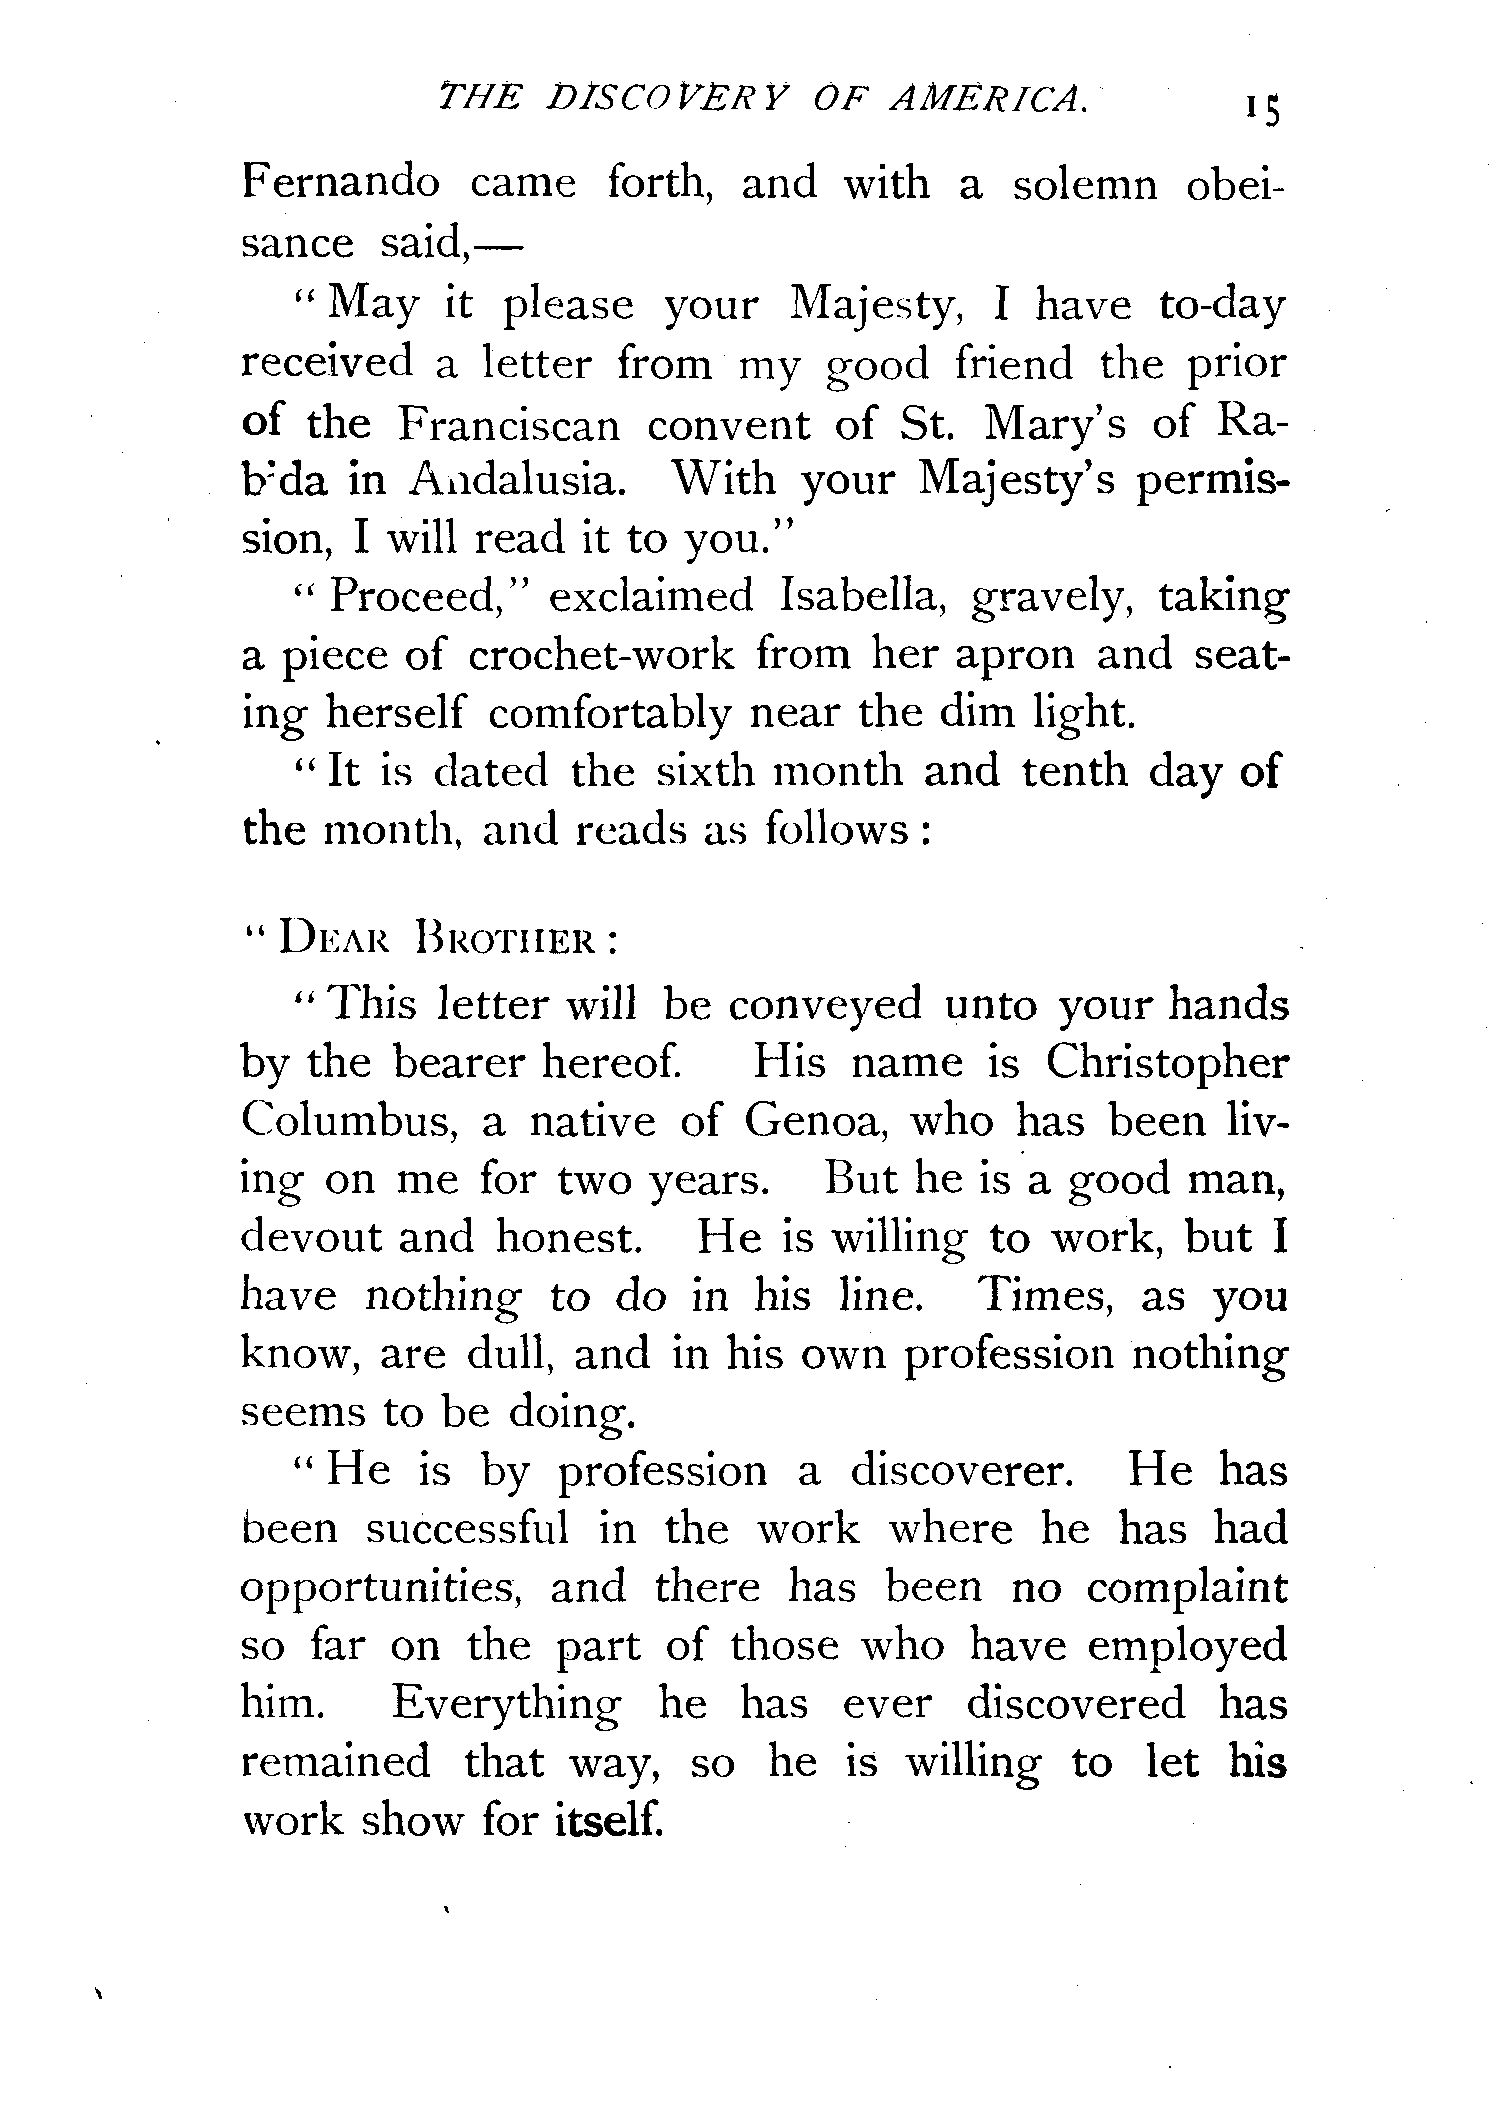 THE DISCOVERY OF AMERICA. 15
Fernando came forth, and with a solemn obei-
sance said,—
"May it please your Majesty, I have to-day
received a letter from my good friend the prior
of the Franciscan convent of St. Mary's of Ra-
bida in Andalusia. With your Majesty's permis-
sion, I will read it to you."
"Proceed," exclaimed Isabella, gravely, taking
a piece of crochet-work from her apron and seat-
ing herself comfortably near the dim light.
"It is dated the sixth month and tenth day of
the month, and reads as follows :
"DEAR BROTHER :
"This letter will be conveyed unto your hands
by the bearer hereof. His name is Christopher
Columbus, a native of Genoa, who has been liv-
ing on me for two years. But he is a good man,
devout and honest. He is willing to work, but I
have nothing to do in his line. Times, as you
know, are dull, and in his own profession nothing
seems to be doing.
"He is by profession a discoverer. He has
been successful in the work where he has had
opportunities, and there has been no complaint
so far on the part of those who have employed
him. Everything he has ever discovered has
remained that way, so he is willing to let his
work show for itself.